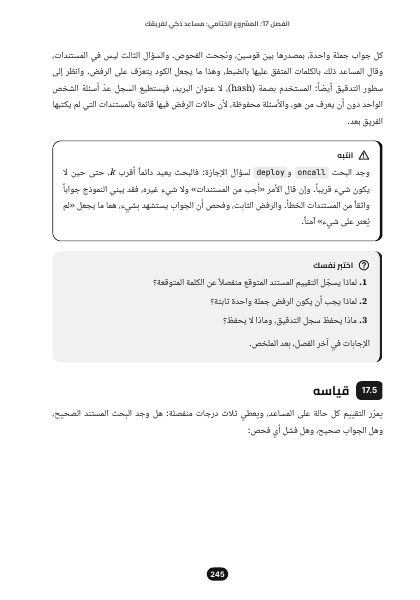 الفصل 17: المشروع الختامي: مساعد ذكي لفريقك
كل جواب جملة واحدة، بمصدرها بين قوسين، ونجحت الفحوص. والسؤال الثالث ليس في المستندات،
وقال المساعد ذلك بالكلمات المتفق عليها بالضبط، وهذا ما يجعل الكود يتعرّف على الرفض. وانظر إلى
سطور التدقيق أيضاً: المستخدم بصمة (hash)، لا عنوان البريد، فيستطيع السجل عدّ أسئلة الشخص
الواحد دون أن يعرف من هو، والأسئلة محفوظة، لأن حالات الرفض فيها قائمة بالمستندات التي لم يكتبها
الفريق بعد.
انتبه
وجد البحث oncall و deploy لسؤال الإجازة: فالبحث يعيد دائماً أقرب k، حتى حين لا
يكون شيء قريباً. وإن قال الأمر «أجب من المستندات» ولا شيء غيره، فقد يبني النموذج جواباً
واثقاً من المستندات الخطأ. والرفض الثابت، وفحص أن الجواب يستشهد بشيء، هما ما يجعل «لم
يُعثر على شيء» آمناً.
اختبر نفسك
1. لماذا يسجّل التقييم المستند المتوقع منفصلاً عن الكلمة المتوقعة؟
2. لماذا يجب أن يكون الرفض جملة واحدة ثابتة؟
3. ماذا يحفظ سجل التدقيق، وماذا لا يحفظ؟
الإجابات في آخر الفصل، بعد الملخص.
17.5 قياسه
يمرّر التقييم كل حالة على المساعد، ويعطي ثلاث درجات منفصلة: هل وجد البحث المستند الصحيح،
وهل الجواب صحيح، وهل فشل أي فحص:
245